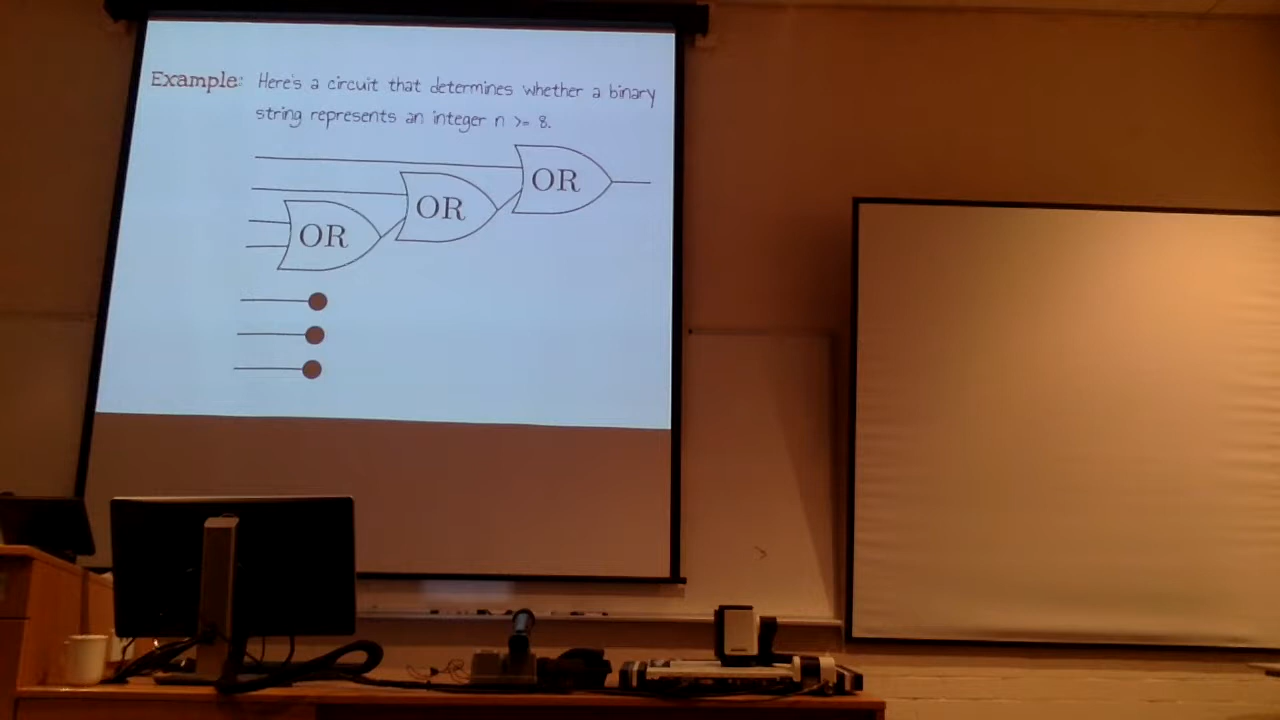 Example: Here's a circuit that determines whether a binary
string represents an integer n >= 8.
OR
OR
OR